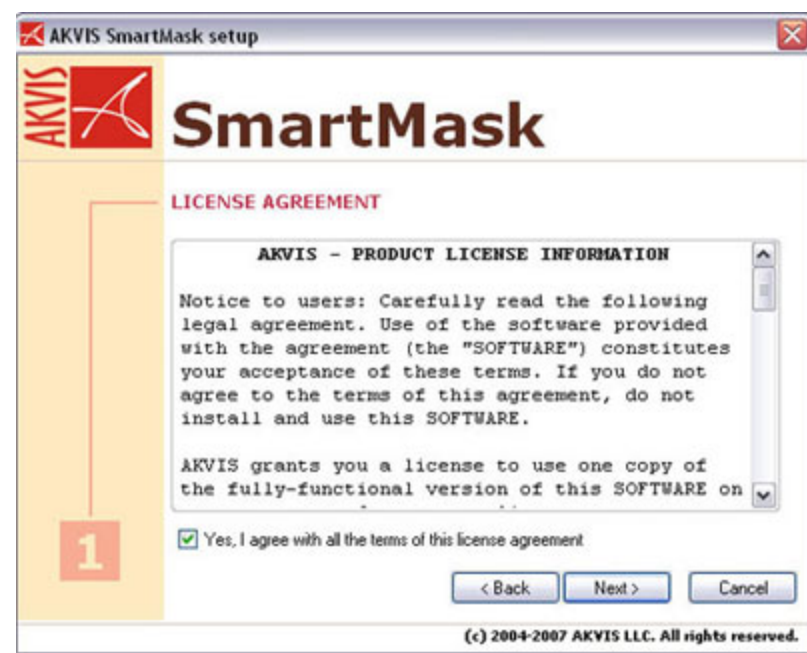 AKVIS SmartMask setup
AKVIS
SmartMask
LICENSE AGREEMENT
AKVIS - PRODUCT LICENSE INFORMATION
Notice to users: Carefully read the following
legal agreement. Use of the software provided
with the agreement (the "SOFTWARE") constitutes
your acceptance of these terms. If you do not
agree to the terms of this agreement, do not
install and use this SOFTWARE.
AKVIS grants you a license to use one copy of
the fully-functional version of this SOFTWARE on
1
Yes, I agree with all the terms of this license agreement
< Back
Next >
Cancel
(c) 2004-2007 AKVIS LLC. All rights reserved.